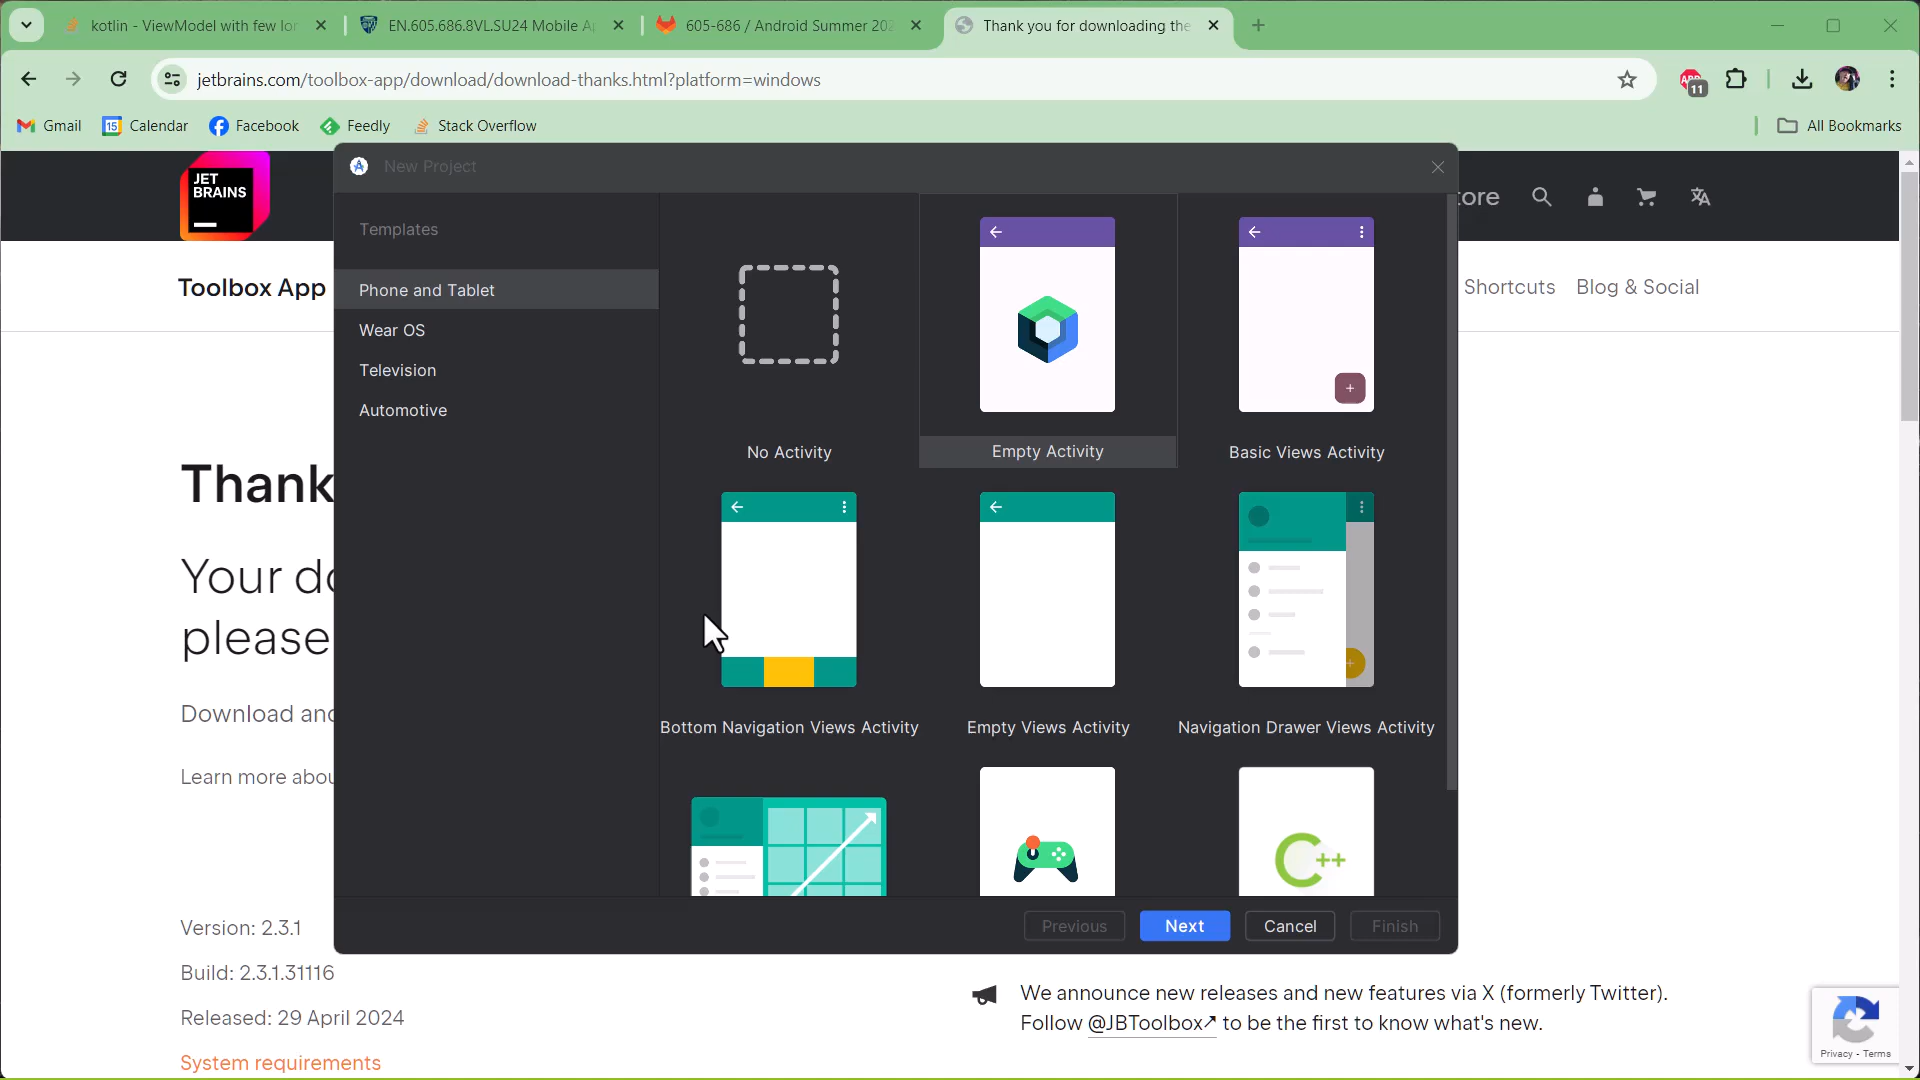 kotlin - ViewModel with few lor
EN.605.686.8VL.SU24 Mobile A
605-686 / Android Summer 202
Thank you for downloading the
jetbrains.com/toolbox-app/download/download-thanks.html?platform=windows
11
Gmail
Calendar
Facebook
Feedly
Stack Overflow
All Bookmarks
JET
BRAINS
New Project
tore
Toolbox App
Shortcuts
Blog & Social
Templates
Phone and Tablet
Wear OS
Television
Automotive
No Activity
Empty Activity
Basic Views Activity
Bottom Navigation Views Activity
Empty Views Activity
Navigation Drawer Views Activity
C++
Previous
Next
Cancel
Finish
Thank
Your do
please
Download and
Learn more abou
Version: 2.3.1
Build: 2.3.1.31116
Released: 29 April 2024
System requirements
We announce new releases and new features via X (formerly Twitter).
Follow @JBToolbox↗ to be the first to know what's new.
Privacy - Terms